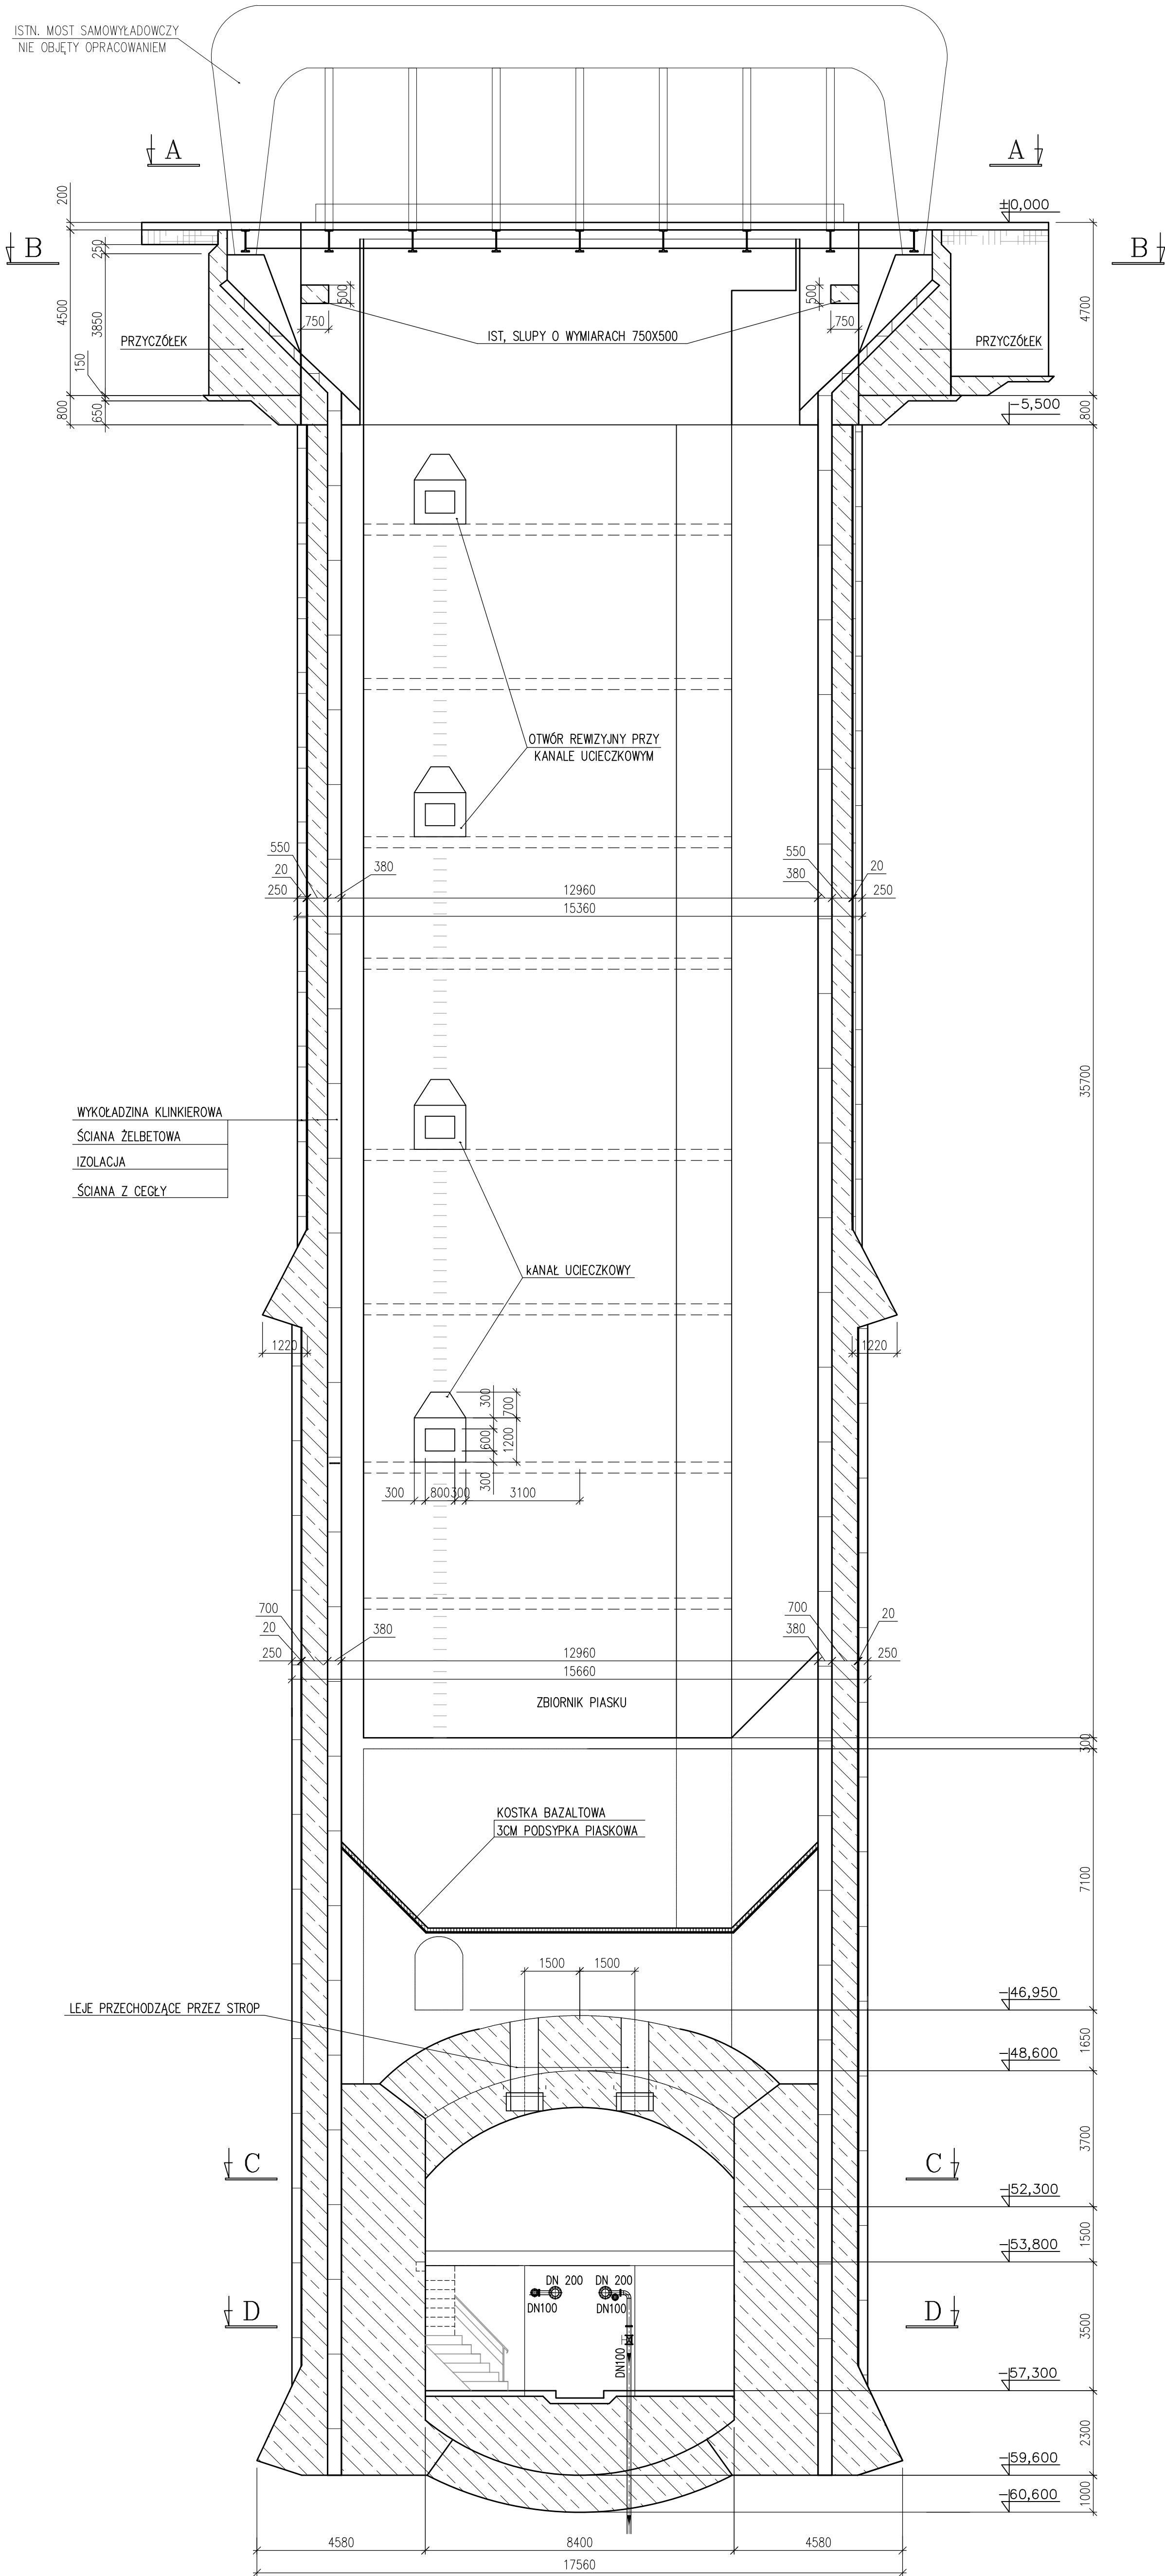 ISTN. MOST SAMOWYŁADOWCZY
NIE OBJĘTY OPRACOWANIEM
A
A
200
±0,000
B
B
250
4500
3850
500
500
4700
750
750
IST, SLUPY O WYMIARACH 750X500
PRZYCZÓŁEK
PRZYCZÓŁEK
150
800
650
-5,500
800
OTWÓR REWIZYJNY PRZY
KANALE UCIECZKOWYM
550
20
250
380
12960
15360
550
380
20
250
35700
WYKOŁADZINA KLINKIEROWA
ŚCIANA ŻELBETOWA
IZOLACJA
ŚCIANA Z CEGŁY
kANAŁ UCIECZKOWY
1220
1220
300
700
600
1200
300
300
800
300
3100
700
20
250
380
12960
15660
700
380
20
250
ZBIORNIK PIASKU
300
KOSTKA BAZALTOWA
3CM PODSYPKA PIASKOWA
7100
1500
1500
-46,950
LEJE PRZECHODZĄCE PRZEZ STROP
1650
-48,600
3700
C
C
-52,300
1500
-53,800
DN 200
DN 200
DN100
DN100
D
D
3500
DN100
-57,300
2300
-59,600
-60,600
1000
4580
8400
4580
17560